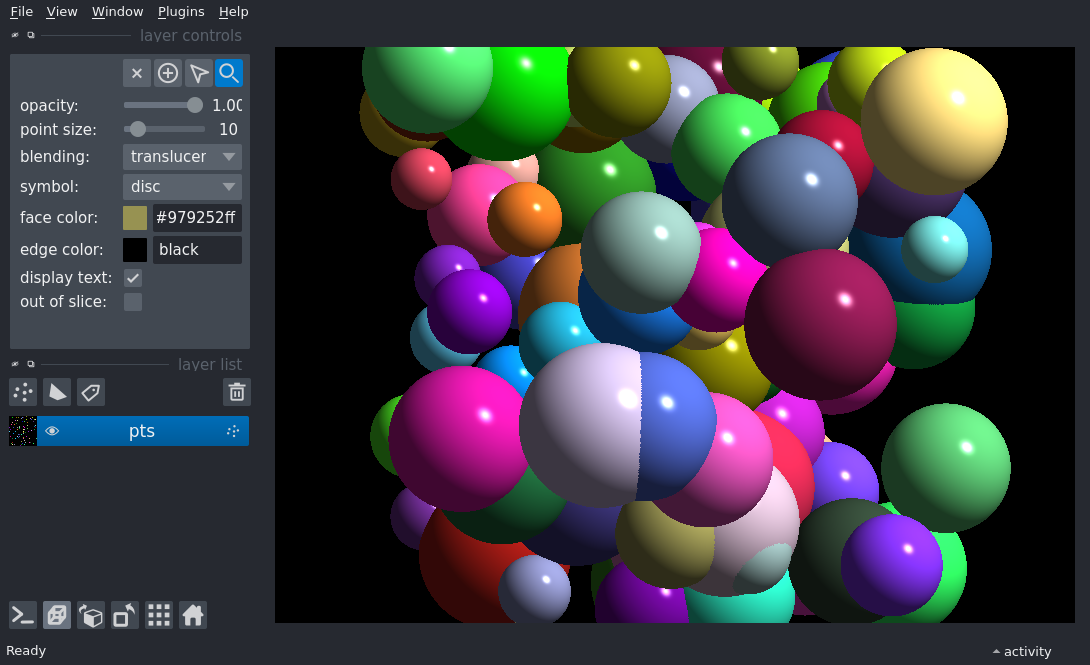 File View Window Plugins Help
layer controls
opacity: 1.00
point size: 10
blending: translucen
symbol: disc
face color: #979252ff
edge color: black
display text:
out of slice:
layer list
pts
Ready
activity